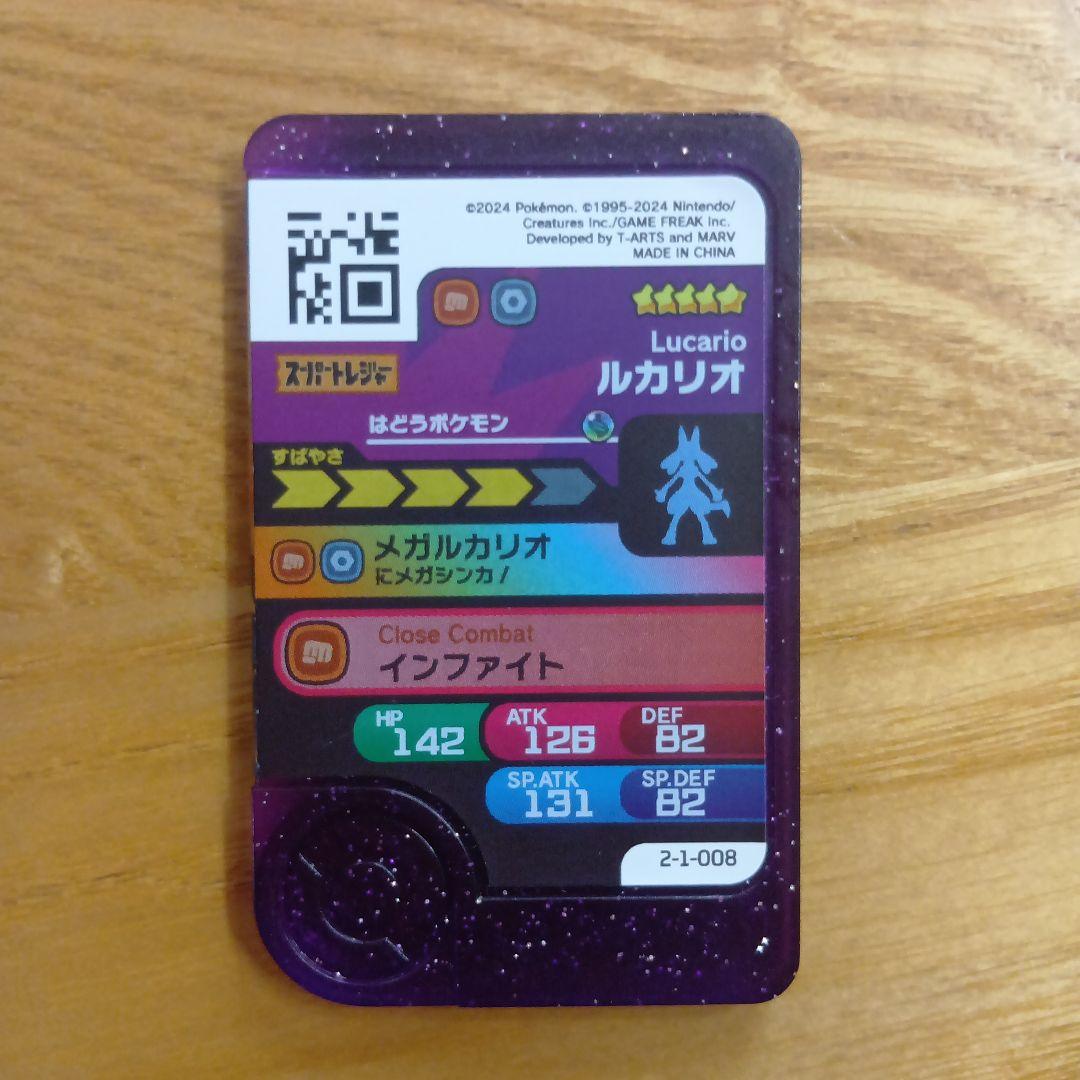 ©2024 Pokémon. ©1995-2024 Nintendo/
Creatures Inc./GAME FREAK inc.
Developed by T-ARTS and MARV
MADE IN CHINA
Lucario
スーパートレジャー
ルカリオ
はどうポケモン
すばやさ
メガルカリオ
にメガシンカ!
Close Combat
インファイト
HP
142
ATK
126
DEF
82
SP.ATK
131
SP.DEF
82
2-1-008